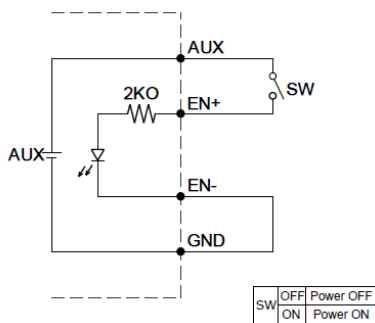 AUX
2KO
EN+
SW
AUX
EN-
GND
SW OFF Power OFF
ON Power ON